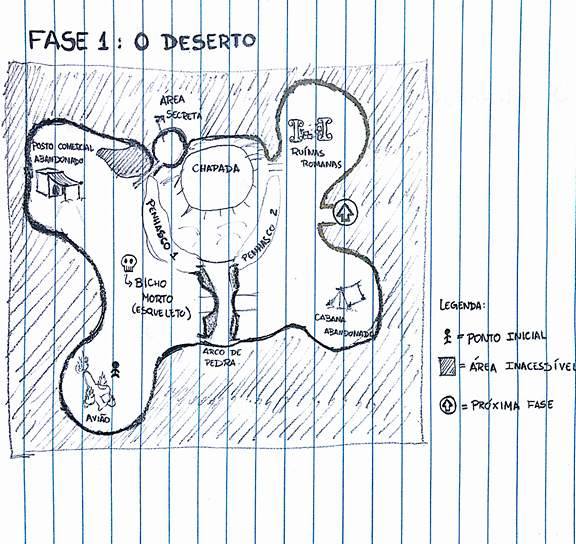 FASE 1: O DESERTO
ÁREA
SECRETA
POSTO COMERCIAL
ABANDONADO
CHAPADA
RUÍNAS
ROMANAS
PENHASCO 1
PENHASCO 2
BICHO
MORTO
(ESQUELETO)
CABANA
ABANDONADO
ARCO DE
PEDRA
AVIÃO
LEGENDA:
= PONTO INICIAL
= ÁREA INACESSÍVEL
= PRÓXIMA FASE